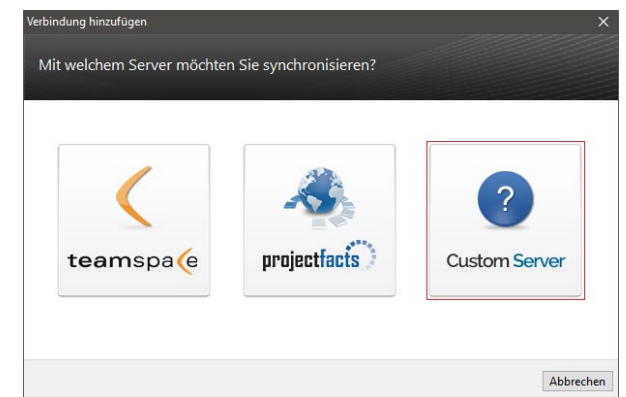 Verbindung hinzufügen
Mit welchem Server möchten Sie synchronisieren?
teamspace
projectfacts
?
Custom Server
Abbrechen